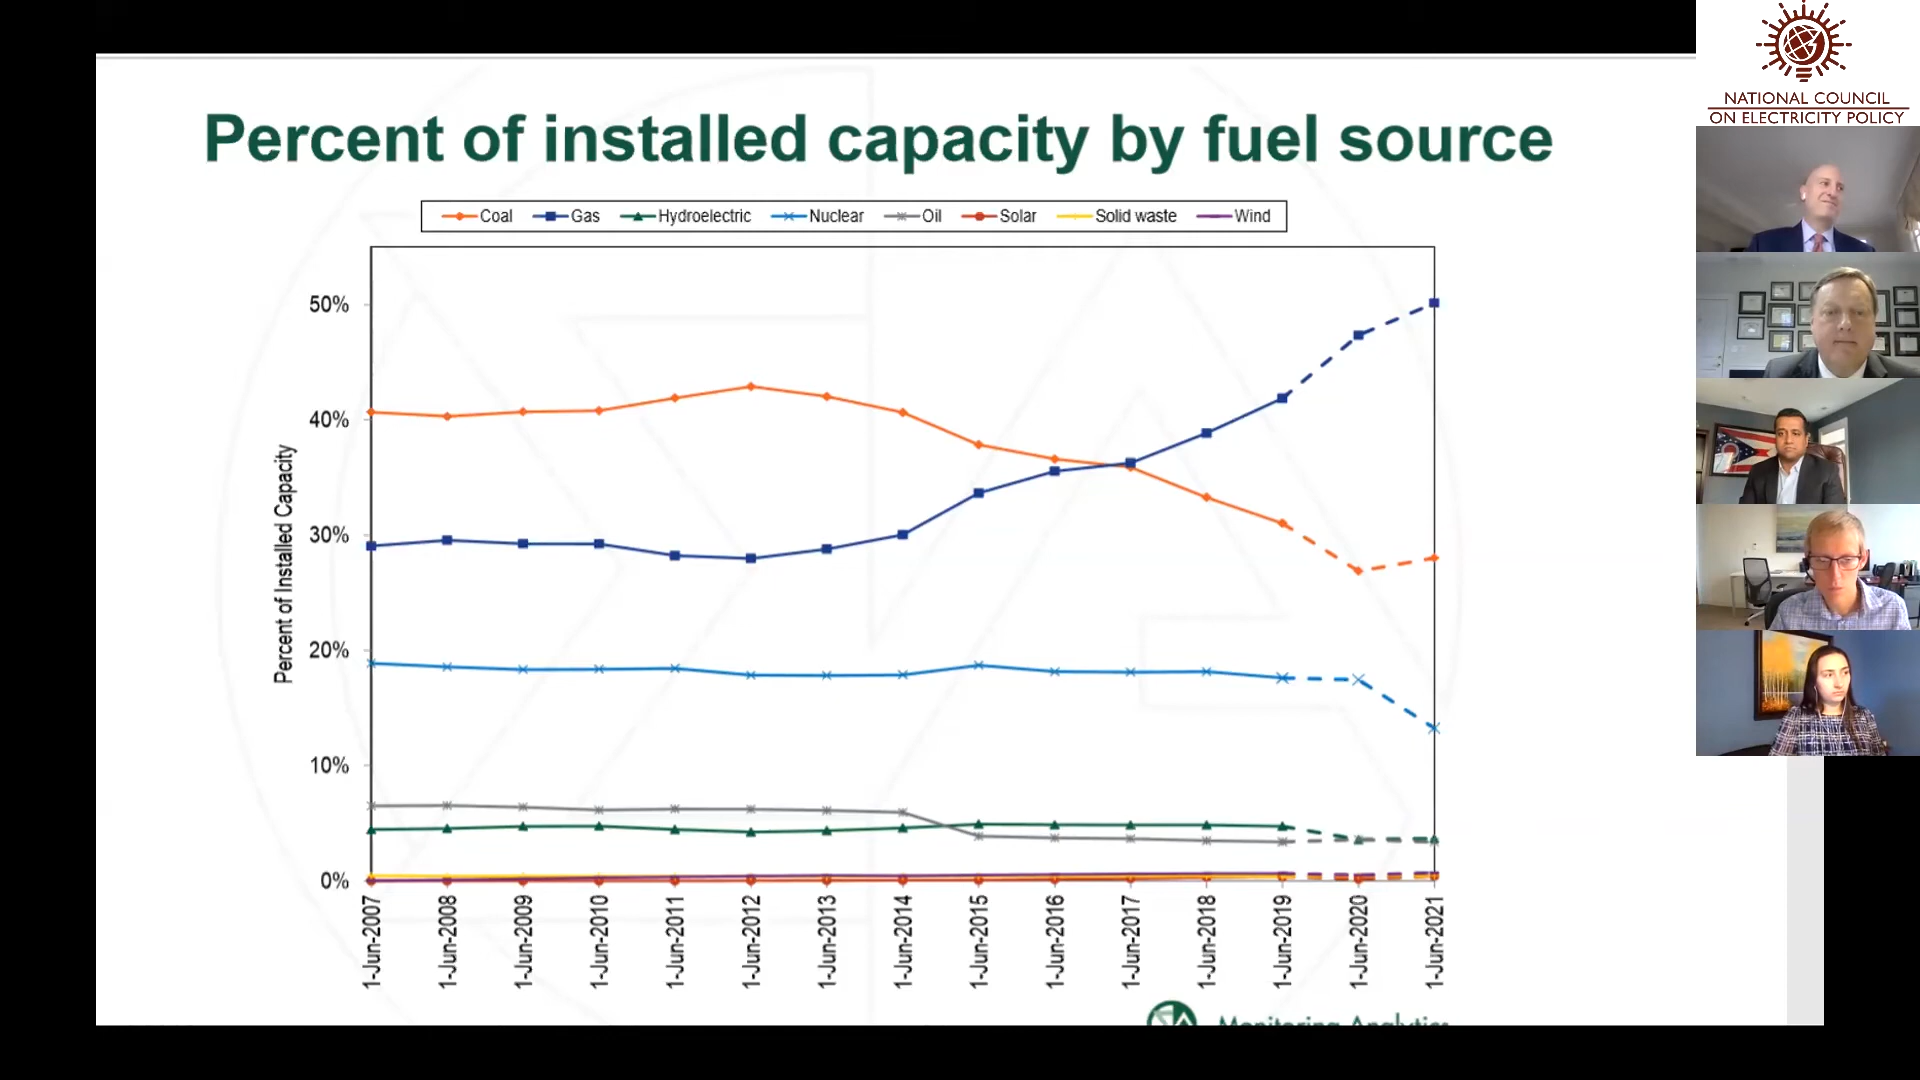 NATIONAL COUNCIL
ON ELECTRICITY POLICY
Percent of installed capacity by fuel source
Coal Gas Hydroelectric Nuclear Oil Solar Solid waste Wind
Percent of Installed Capacity
50%
40%
30%
20%
10%
0%
1-Jun-2007
1-Jun-2008
1-Jun-2009
1-Jun-2010
1-Jun-2011
1-Jun-2012
1-Jun-2013
1-Jun-2014
1-Jun-2015
1-Jun-2016
1-Jun-2017
1-Jun-2018
1-Jun-2019
1-Jun-2020
1-Jun-2021
Monitoring Analytics